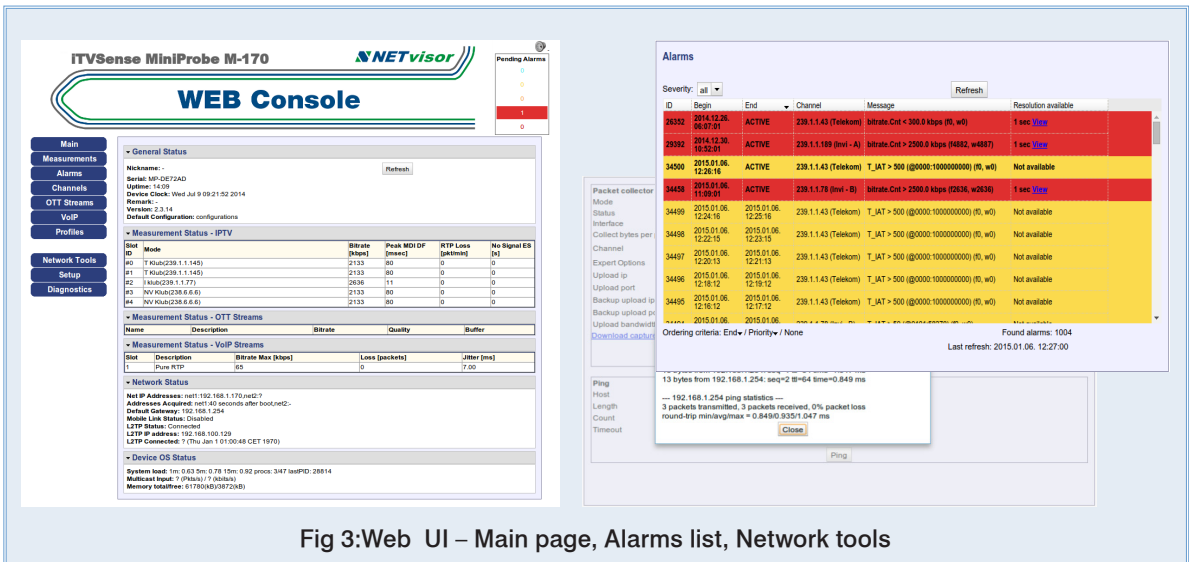 iTVSense MiniProbe M-170
NETvisor
WEB Console
Pending Alarms
0
0
0
1
0
Main
Measurements
Alarms
Channels
OTT Streams
VoIP
Profiles
Network Tools
Setup
Diagnostics
General Status
Nickname: -
Refresh
Serial: MP-DE72AD
Uptime: 14:09
Device Clock: Wed Jul 9 09:21:52 2014
Remark: -
Version: 2.3.14
Default Configuration: configurations
Measurement Status - IPTV
Slot ID Mode Bitrate [kbps] Peak MDI DF [msec] RTP Loss [pkt/min] No Signal ES [s]
#0 T Klub(239.1.1.145) 2133 80 0 0
#1 T Klub(239.1.1.145) 2133 80 0 0
#2 I klub(239.1.1.77) 2636 11 0 0
#3 NV Klub(238.6.6.6) 2133 80 0 0
#4 NV Klub(238.6.6.6) 2133 80 0 0
Measurement Status - OTT Streams
Name Description Bitrate Quality Buffer
Measurement Status - VoIP Streams
Slot Description Bitrate Max [kbps] Loss [packets] Jitter [ms]
1 Pure RTP 65 0 7.00
Network Status
Net IP Addresses: net1:192.168.1.170,net2:?
Addresses Acquired: net1:40 seconds after boot,net2:-
Default Gateway: 192.168.1.254
Mobile Link Status: Disabled
L2TP Status: Connected
L2TP IP address: 192.168.100.129
L2TP Connected: ? (Thu Jan 1 01:00:48 CET 1970)
Device OS Status
System load: 1m: 0.63 5m: 0.78 15m: 0.92 procs: 3/47 lastPID: 28814
Multicast Input: ? (Pkts/s) / ? (kbits/s)
Memory total/free: 61780(kB)/3872(kB)
Alarms
Severity: all
Refresh
ID Begin End Channel Message Resolution available
26352 2014.12.26. 06:07:01 ACTIVE 239.1.1.43 (Telekom) bitrate.Cnt < 300.0 kbps (f0, w0) 1 sec View
29392 2014.12.30. 10:52:01 ACTIVE 239.1.1.189 (Invi - A) bitrate.Cnt > 2500.0 kbps (f4882, w4887) 1 sec View
34500 2015.01.06. 12:26:16 ACTIVE 239.1.1.43 (Telekom) T_IAT > 500 (@0000:1000000000) (f0, w0) Not available
34458 2015.01.06. 11:09:01 ACTIVE 239.1.1.78 (Invi - B) bitrate.Cnt > 2500.0 kbps (f2636, w2636) 1 sec View
34499 2015.01.06. 12:24:16 2015.01.06. 12:25:16 239.1.1.43 (Telekom) T_IAT > 500 (@0000:1000000000) (f0, w0) Not available
34498 2015.01.06. 12:22:15 2015.01.06. 12:23:15 239.1.1.43 (Telekom) T_IAT > 500 (@0000:1000000000) (f0, w0) Not available
34497 2015.01.06. 12:20:13 2015.01.06. 12:21:13 239.1.1.43 (Telekom) T_IAT > 500 (@0000:1000000000) (f0, w0) Not available
34496 2015.01.06. 12:18:12 2015.01.06. 12:19:12 239.1.1.43 (Telekom) T_IAT > 500 (@0000:1000000000) (f0, w0) Not available
34495 2015.01.06. 12:16:12 2015.01.06. 12:17:12 239.1.1.43 (Telekom) T_IAT > 500 (@0000:1000000000) (f0, w0) Not available
2015.01.06. 2015.01.06.
Ordering criteria: End / Priority / None
Found alarms: 1004
Last refresh: 2015.01.06. 12:27:00
Packet collector
Mode
Status
Interface
Collect bytes per
Channel
Expert Options
Upload ip
Upload port
Backup upload ip
Backup upload
Upload
Download
13 bytes from 192.168.1.254: seq=2 ttl=64 time=0.849 ms
--- 192.168.1.254 ping statistics ---
3 packets transmitted, 3 packets received, 0% packet loss
round-trip min/avg/max = 0.849/0.935/1.047 ms
Close
Ping
Host
Length
Count
Timeout
Ping
Fig 3:Web UI – Main page, Alarms list, Network tools